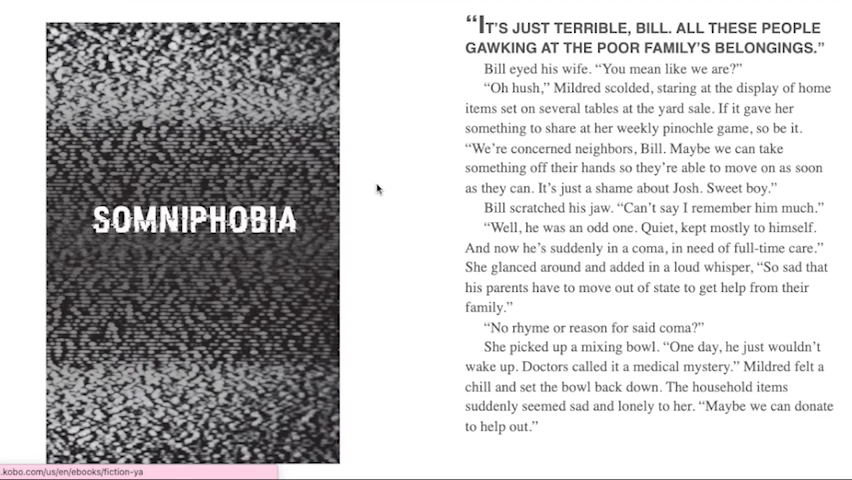 SOMNIPHOBIA
“IT’S JUST TERRIBLE, BILL. ALL THESE PEOPLE
GAWKING AT THE POOR FAMILY’S BELONGINGS.”
Bill eyed his wife. “You mean like we are?”
“Oh hush,” Mildred scolded, staring at the display of home
items set on several tables at the yard sale. If it gave her
something to share at her weekly pinochle game, so be it.
“We’re concerned neighbors, Bill. Maybe we can take
something off their hands so they’re able to move on as soon
as they can. It’s just a shame about Josh. Sweet boy.”
Bill scratched his jaw. “Can’t say I remember him much.”
“Well, he was an odd one. Quiet, kept mostly to himself.
And now he’s suddenly in a coma, in need of full-time care.”
She glanced around and added in a loud whisper, “So sad that
his parents have to move out of state to get help from their
family.”
“No rhyme or reason for said coma?”
She picked up a mixing bowl. “One day, he just wouldn’t
wake up. Doctors called it a medical mystery.” Mildred felt a
chill and set the bowl back down. The household items
suddenly seemed sad and lonely to her. “Maybe we can donate
to help out.”
.kobo.com/us/en/ebooks/fiction-ya